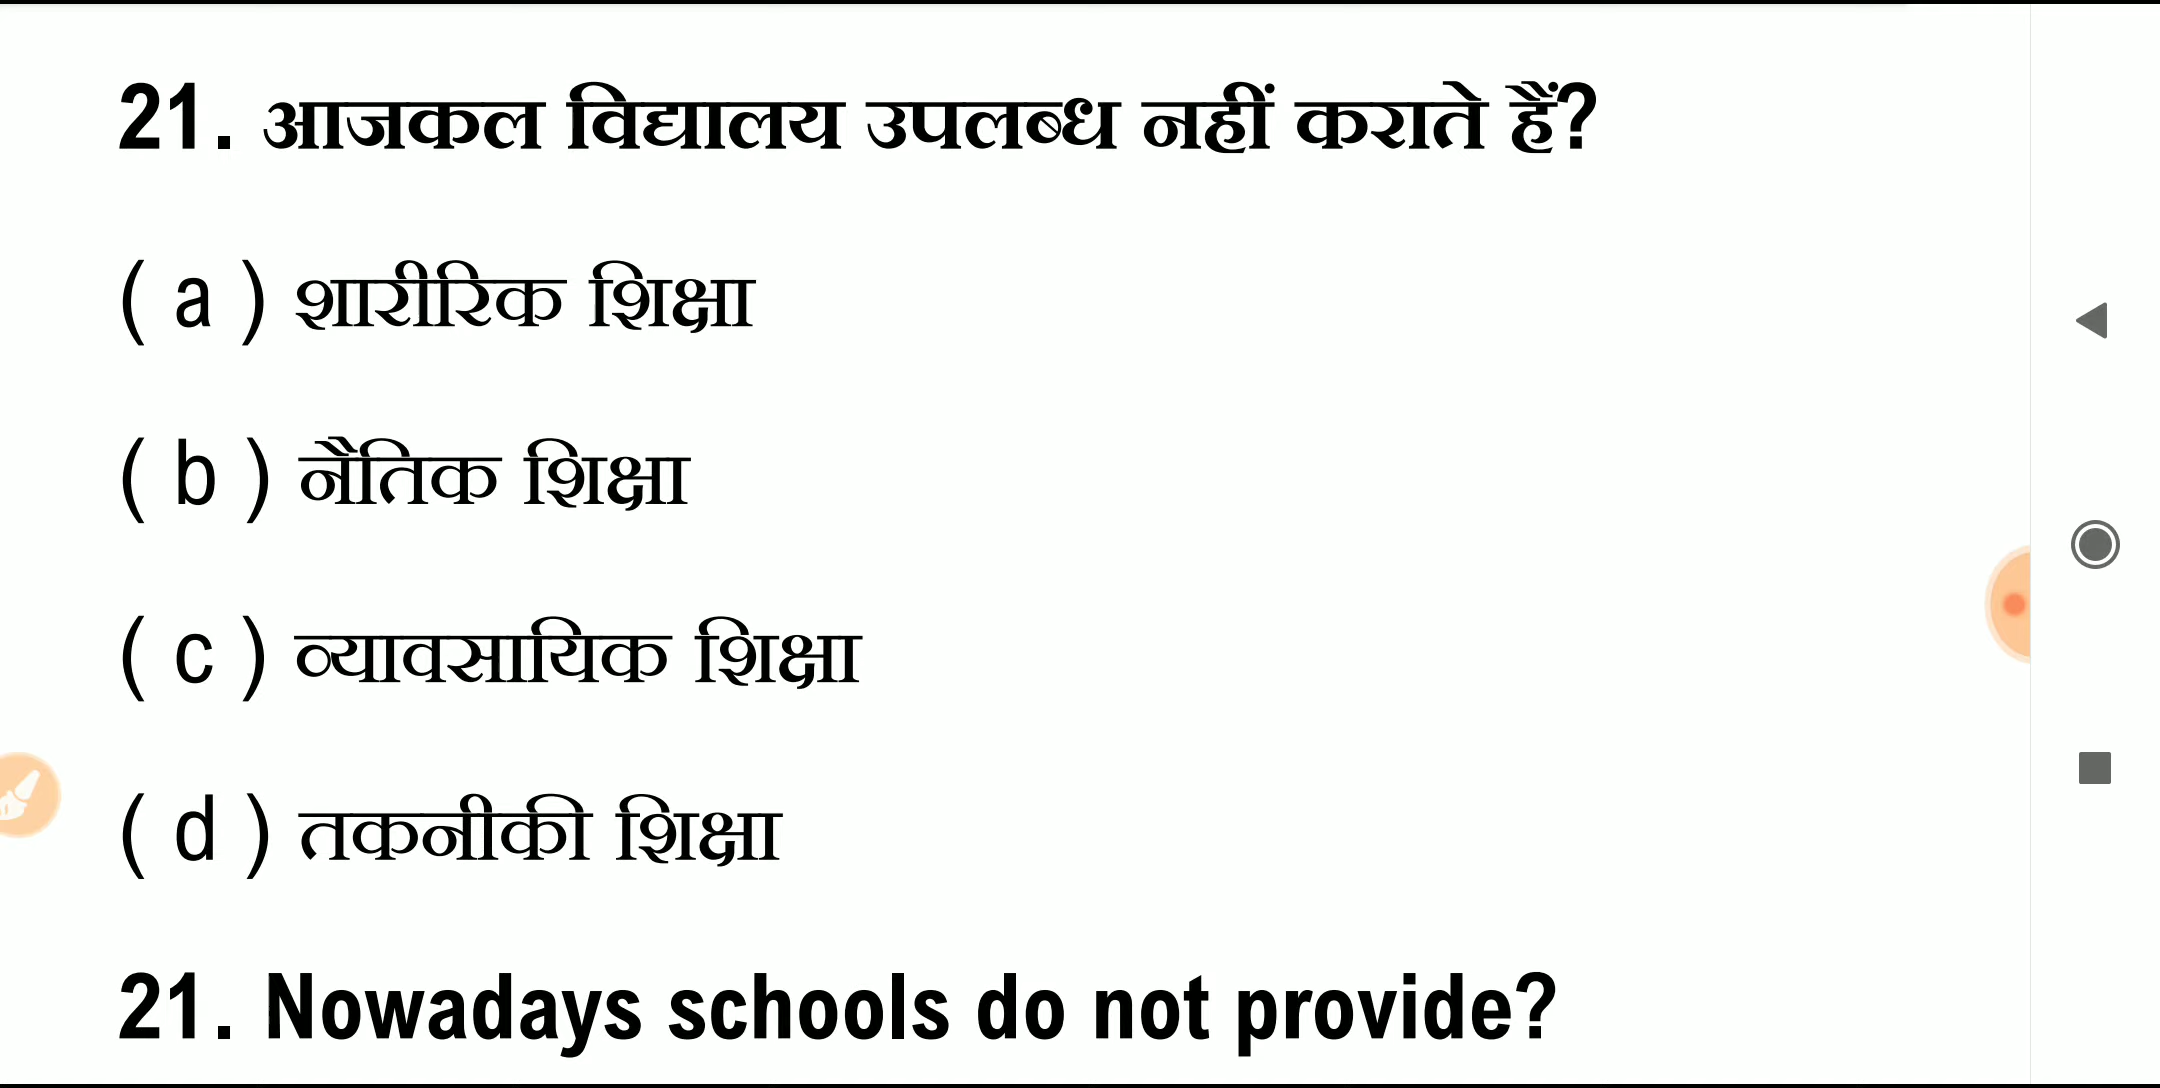 21. आजकल विद्यालय उपलब्ध नहीं कराते हैं?
( a ) शारीरिक शिक्षा
( b ) नैतिक शिक्षा
( c ) व्यावसायिक शिक्षा
( d ) तकनीकी शिक्षा
21. Nowadays schools do not provide?